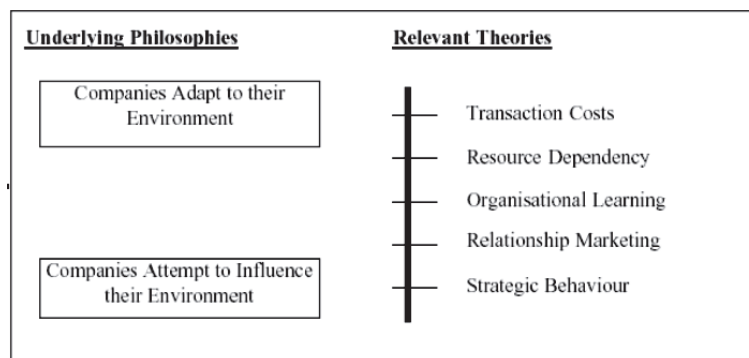 Underlying Philosophies
Relevant Theories
Companies Adapt to their
Environment
Transaction Costs
Resource Dependency
Organisational Learning
Relationship Marketing
Companies Attempt to Influence
their Environment
Strategic Behaviour